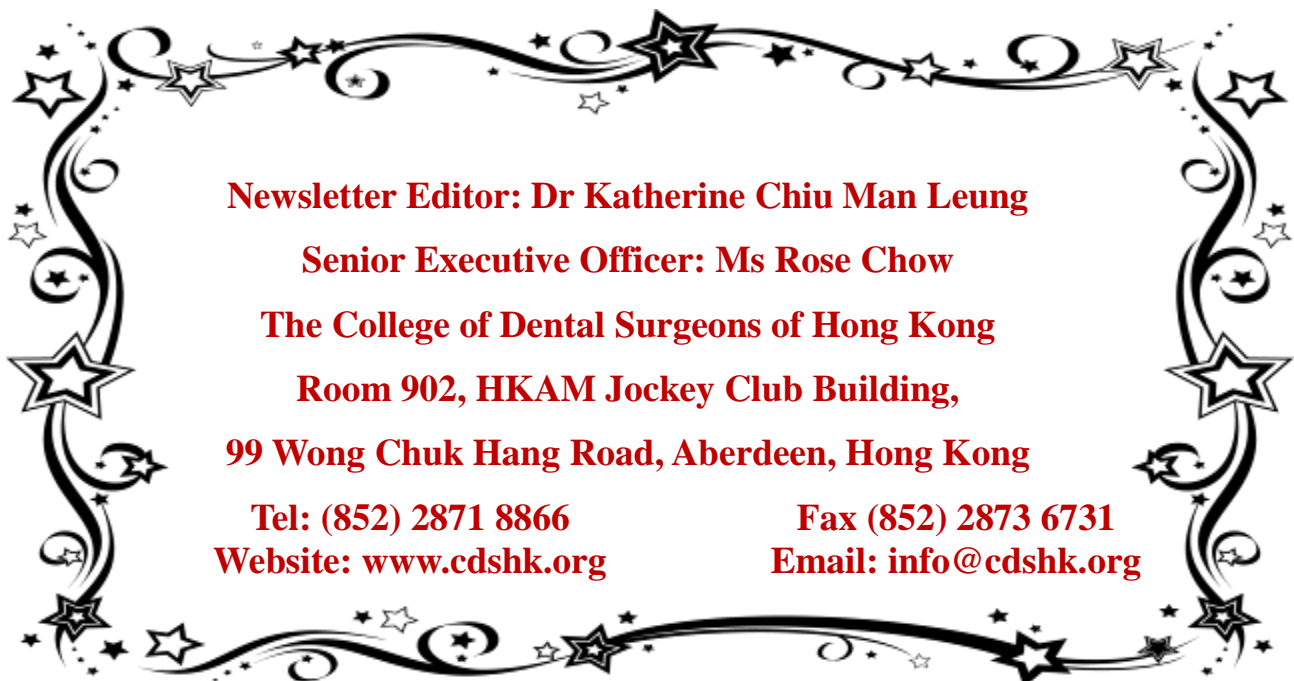 Newsletter Editor: Dr Katherine Chiu Man Leung
Senior Executive Officer: Ms Rose Chow
The College of Dental Surgeons of Hong Kong
Room 902, HKAM Jockey Club Building,
99 Wong Chuk Hang Road, Aberdeen, Hong Kong
Tel: (852) 2871 8866 Fax (852) 2873 6731
Website: www.cdshk.org Email: info@cdshk.org